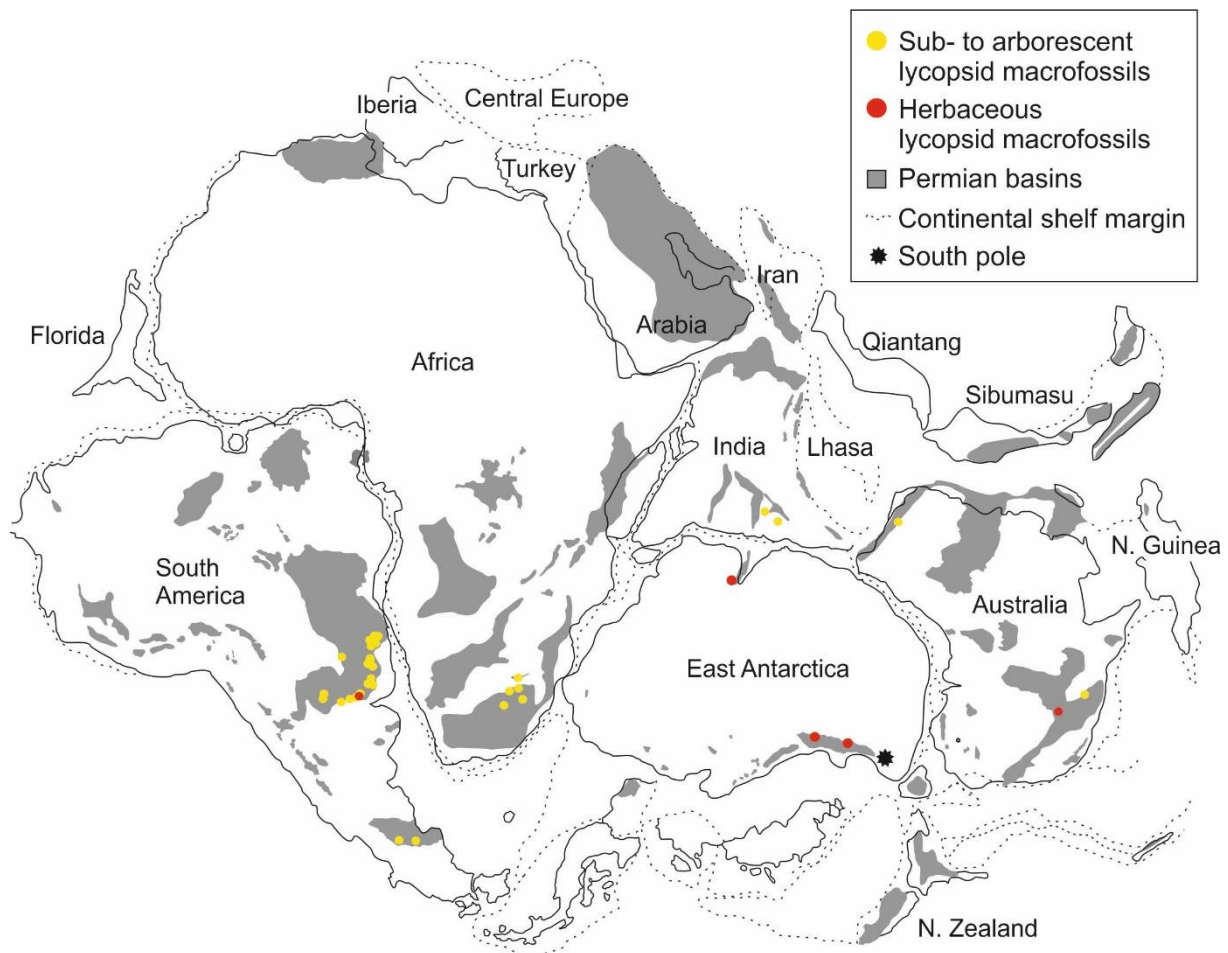 Sub- to arborescent
lycopsid macrofossils
Herbaceous
lycopsid macrofossils
Permian basins
Continental shelf margin
South pole
Central Europe
Iberia
Turkey
Iran
Arabia
Florida
Africa
Qiantang
Sibumasu
India
Lhasa
N. Guinea
South
America
Australia
East Antarctica
N. Zealand